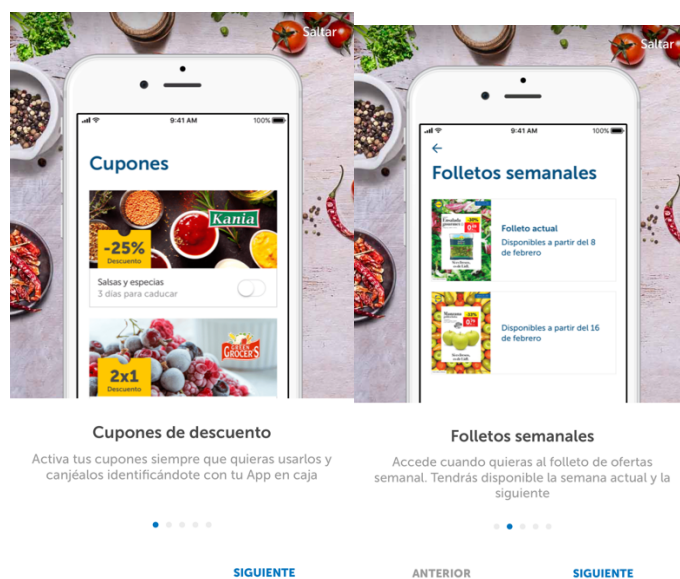 Saltar
9:41 AM
100%
Cupones
Kania
-25%
Descuento
Salsas y especias
3 días para caducar
GREEN
GROCER'S
2x1
Descuento
Cupones de descuento
Activa tus cupones siempre que quieras usarlos y
canjéalos identificándote con tu App en caja
SIGUIENTE
Saltar
9:41 AM
100%
Folletos semanales
Folleto actual
Disponibles a partir del 8
de febrero
Disponibles a partir del 16
de febrero
Folletos semanales
Accede cuando quieras al folleto de ofertas
semanal. Tendrás disponible la semana actual y la
siguiente
ANTERIOR
SIGUIENTE